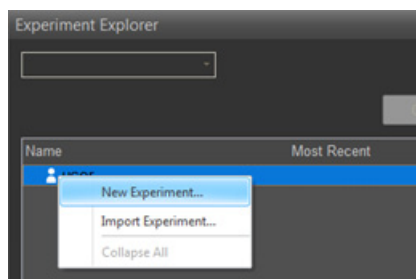 Experiment Explorer
Name Most Recent
New Experiment...
Import Experiment...
Collapse All